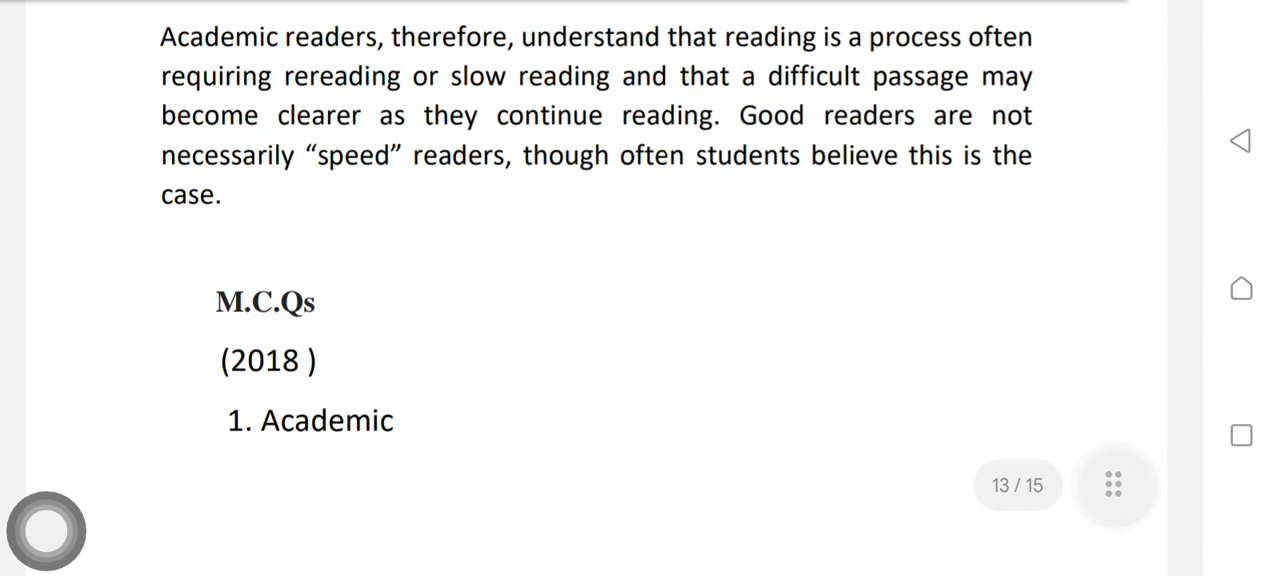 Academic readers, therefore, understand that reading is a process often
requiring rereading or slow reading and that a difficult passage may
become clearer as they continue reading. Good readers are not
necessarily “speed” readers, though often students believe this is the
case.
M.C.Qs
(2018 )
1. Academic
13 / 15